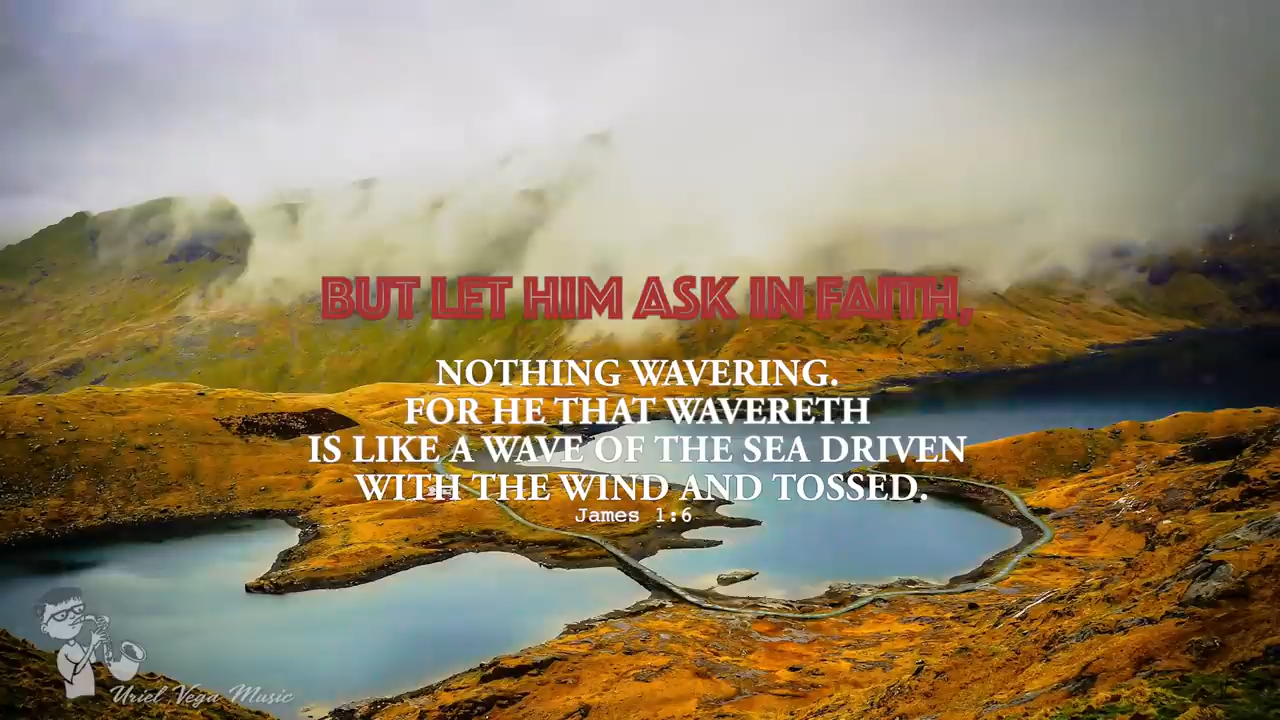 BUT LET HIM ASK IN FAITH,
NOTHING WAVERING.
FOR HE THAT WAVERETH
IS LIKE A WAVE OF THE SEA DRIVEN
WITH THE WIND AND TOSSED.
James 1:6
Uriel Vega Music